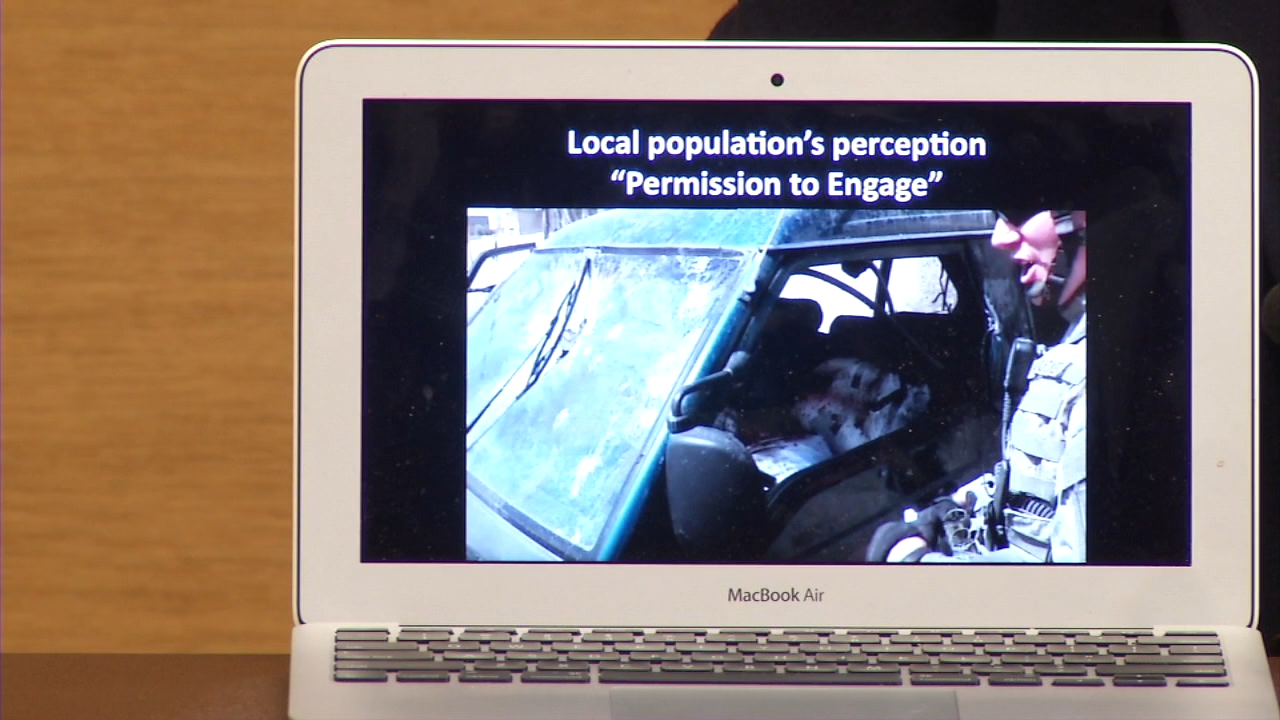 Local population's perception
“Permission to Engage”
MacBook Air